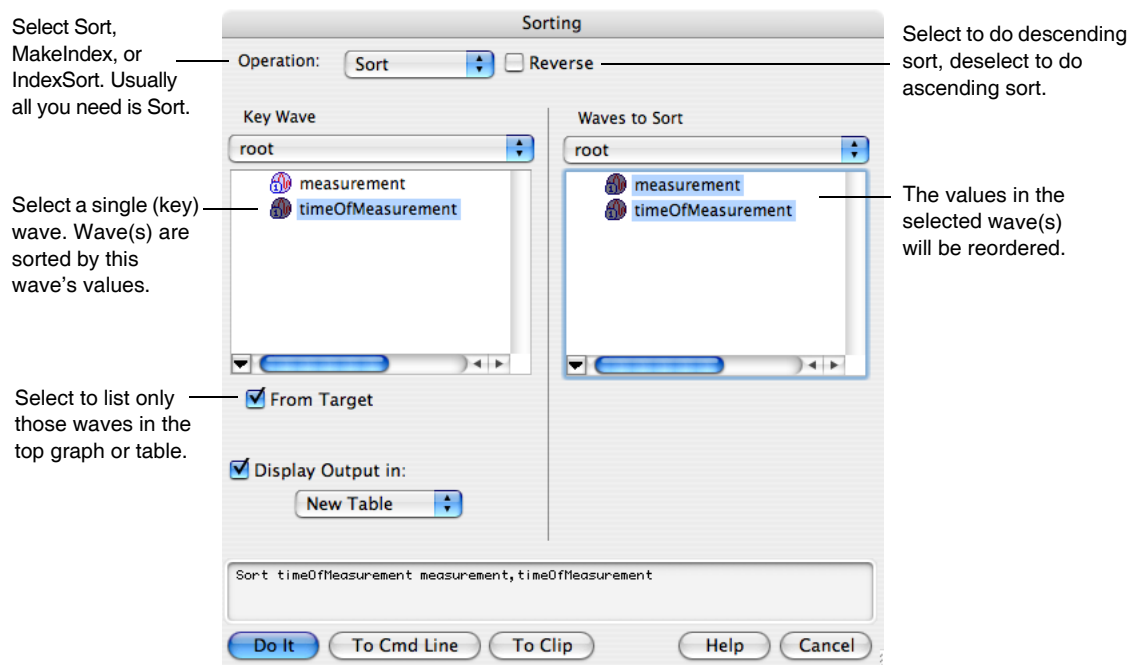 Sorting
Select Sort,
MakeIndex, or
IndexSort. Usually
all you need is Sort.
Operation:
Sort
Reverse
Select to do descending
sort, deselect to do
ascending sort.
Key Wave
root
measurement
timeOfMeasurement
Select a single (key)
wave. Wave(s) are
sorted by this
wave's values.
Waves to Sort
root
measurement
timeOfMeasurement
The values in the
selected wave(s)
will be reordered.
Select to list only
those waves in the
top graph or table.
From Target
Display Output in:
New Table
Sort timeOfMeasurement measurement,timeOfMeasurement
Do It
To Cmd Line
To Clip
Help
Cancel